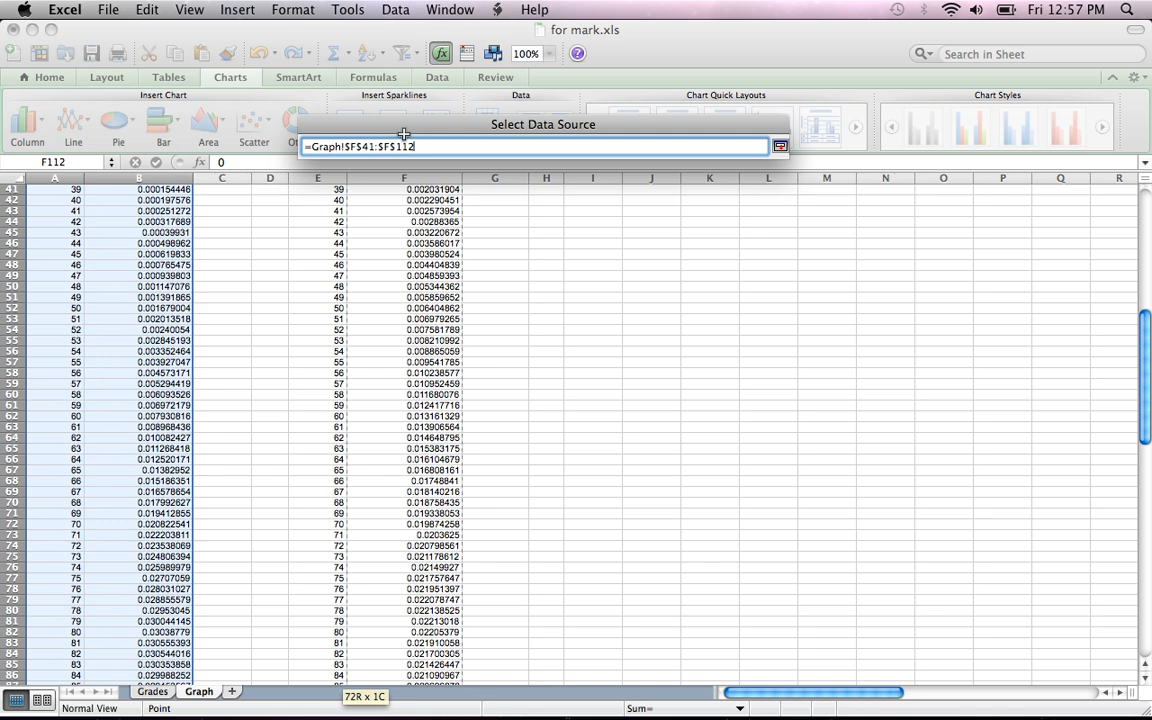 Excel File Edit View Insert Format Tools Data Window Help Fri 12:57 PM
for mark.xls
100% Search in Sheet
Home Layout Tables Charts SmartArt Formulas Data Review
Insert Chart Insert Sparklines Data Chart Quick Layouts Chart Styles
Select Data Source
Column Line Pie Bar Area Scatter
=Graph!$F$41:$F$112
F112 fx 0
A B C D E F G H I J K L M N O P Q R
41 39 0.000154446 39 0.002031904
42 40 0.000197576 40 0.002290451
43 41 0.000251272 41 0.002573954
44 42 0.000317689 42 0.00288365
45 43 0.00039931 43 0.003220672
46 44 0.000498962 44 0.003586017
47 45 0.000619833 45 0.003980524
48 46 0.000765475 46 0.004404839
49 47 0.000939803 47 0.004859393
50 48 0.001147076 48 0.005344362
51 49 0.001391865 49 0.005859652
52 50 0.001679004 50 0.006404862
53 51 0.002013518 51 0.006979265
54 52 0.00240054 52 0.007581789
55 53 0.002845193 53 0.008210992
56 54 0.003352464 54 0.008865059
57 55 0.003927047 55 0.009541785
58 56 0.004573171 56 0.010238577
59 57 0.005294419 57 0.010952459
60 58 0.006093526 58 0.011680076
61 59 0.006972179 59 0.012417716
62 60 0.007930816 60 0.013161329
63 61 0.008968436 61 0.013906564
64 62 0.010082427 62 0.014648795
65 63 0.011268418 63 0.015383175
66 64 0.012520171 64 0.016104679
67 65 0.01382952 65 0.016808161
68 66 0.015186351 66 0.01748841
69 67 0.016578654 67 0.018140216
70 68 0.017992627 68 0.018758435
71 69 0.019412855 69 0.019338053
72 70 0.020822541 70 0.019874258
73 71 0.022203811 71 0.0203625
74 72 0.023538069 72 0.020798561
75 73 0.024806394 73 0.021178612
76 74 0.025989979 74 0.02149927
77 75 0.02707059 75 0.021757647
78 76 0.028031027 76 0.021951397
79 77 0.028855579 77 0.022078747
80 78 0.02953045 78 0.022138525
81 79 0.030044145 79 0.02213018
82 80 0.03038779 80 0.02205379
83 81 0.030555393 81 0.021910058
84 82 0.030544016 82 0.021700305
85 83 0.030353858 83 0.021426447
86 84 0.029988252 84 0.021090967
Grades Graph 72R x 1C
Normal View Point Sum=